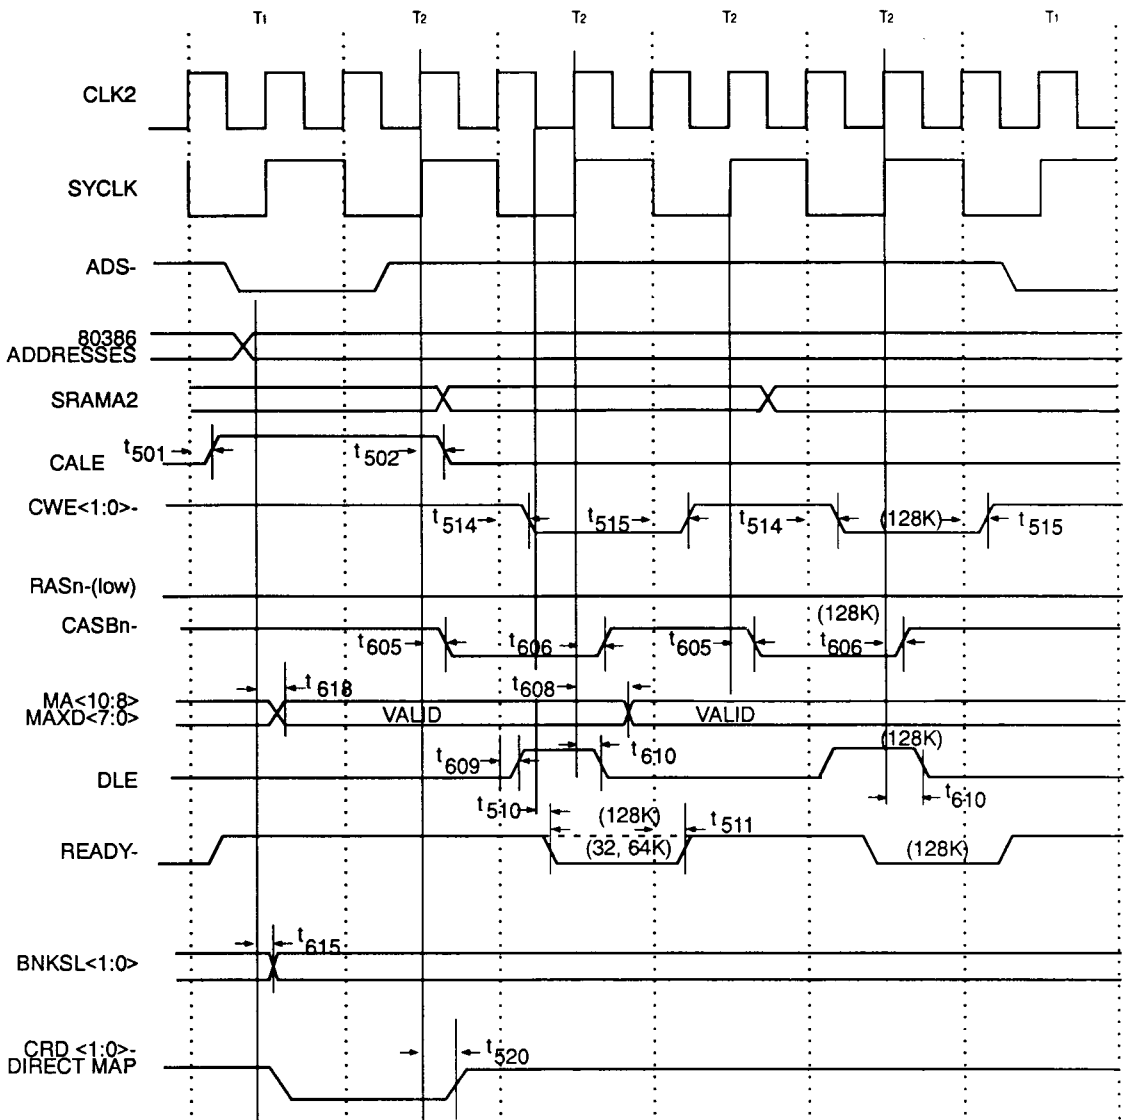 T1 T2 T2 T2 T2 T1
CLK2
SYCLK
ADS-
80386
ADDRESSES
SRAMA2
CALE t501 t502
CWE<1:0>- t514 t515 t514 (128K) t515
RASn-(low)
CASBn- t605 t606 t605 (128K) t606
MA<10:8> t618 t608
MAXD<7:0> VALID VALID
DLE t609 t610 (128K) t610
t510 (128K) t511
READY- (32, 64K) (128K)
BNKSL<1:0> t615
CRD <1:0>- t520
DIRECT MAP